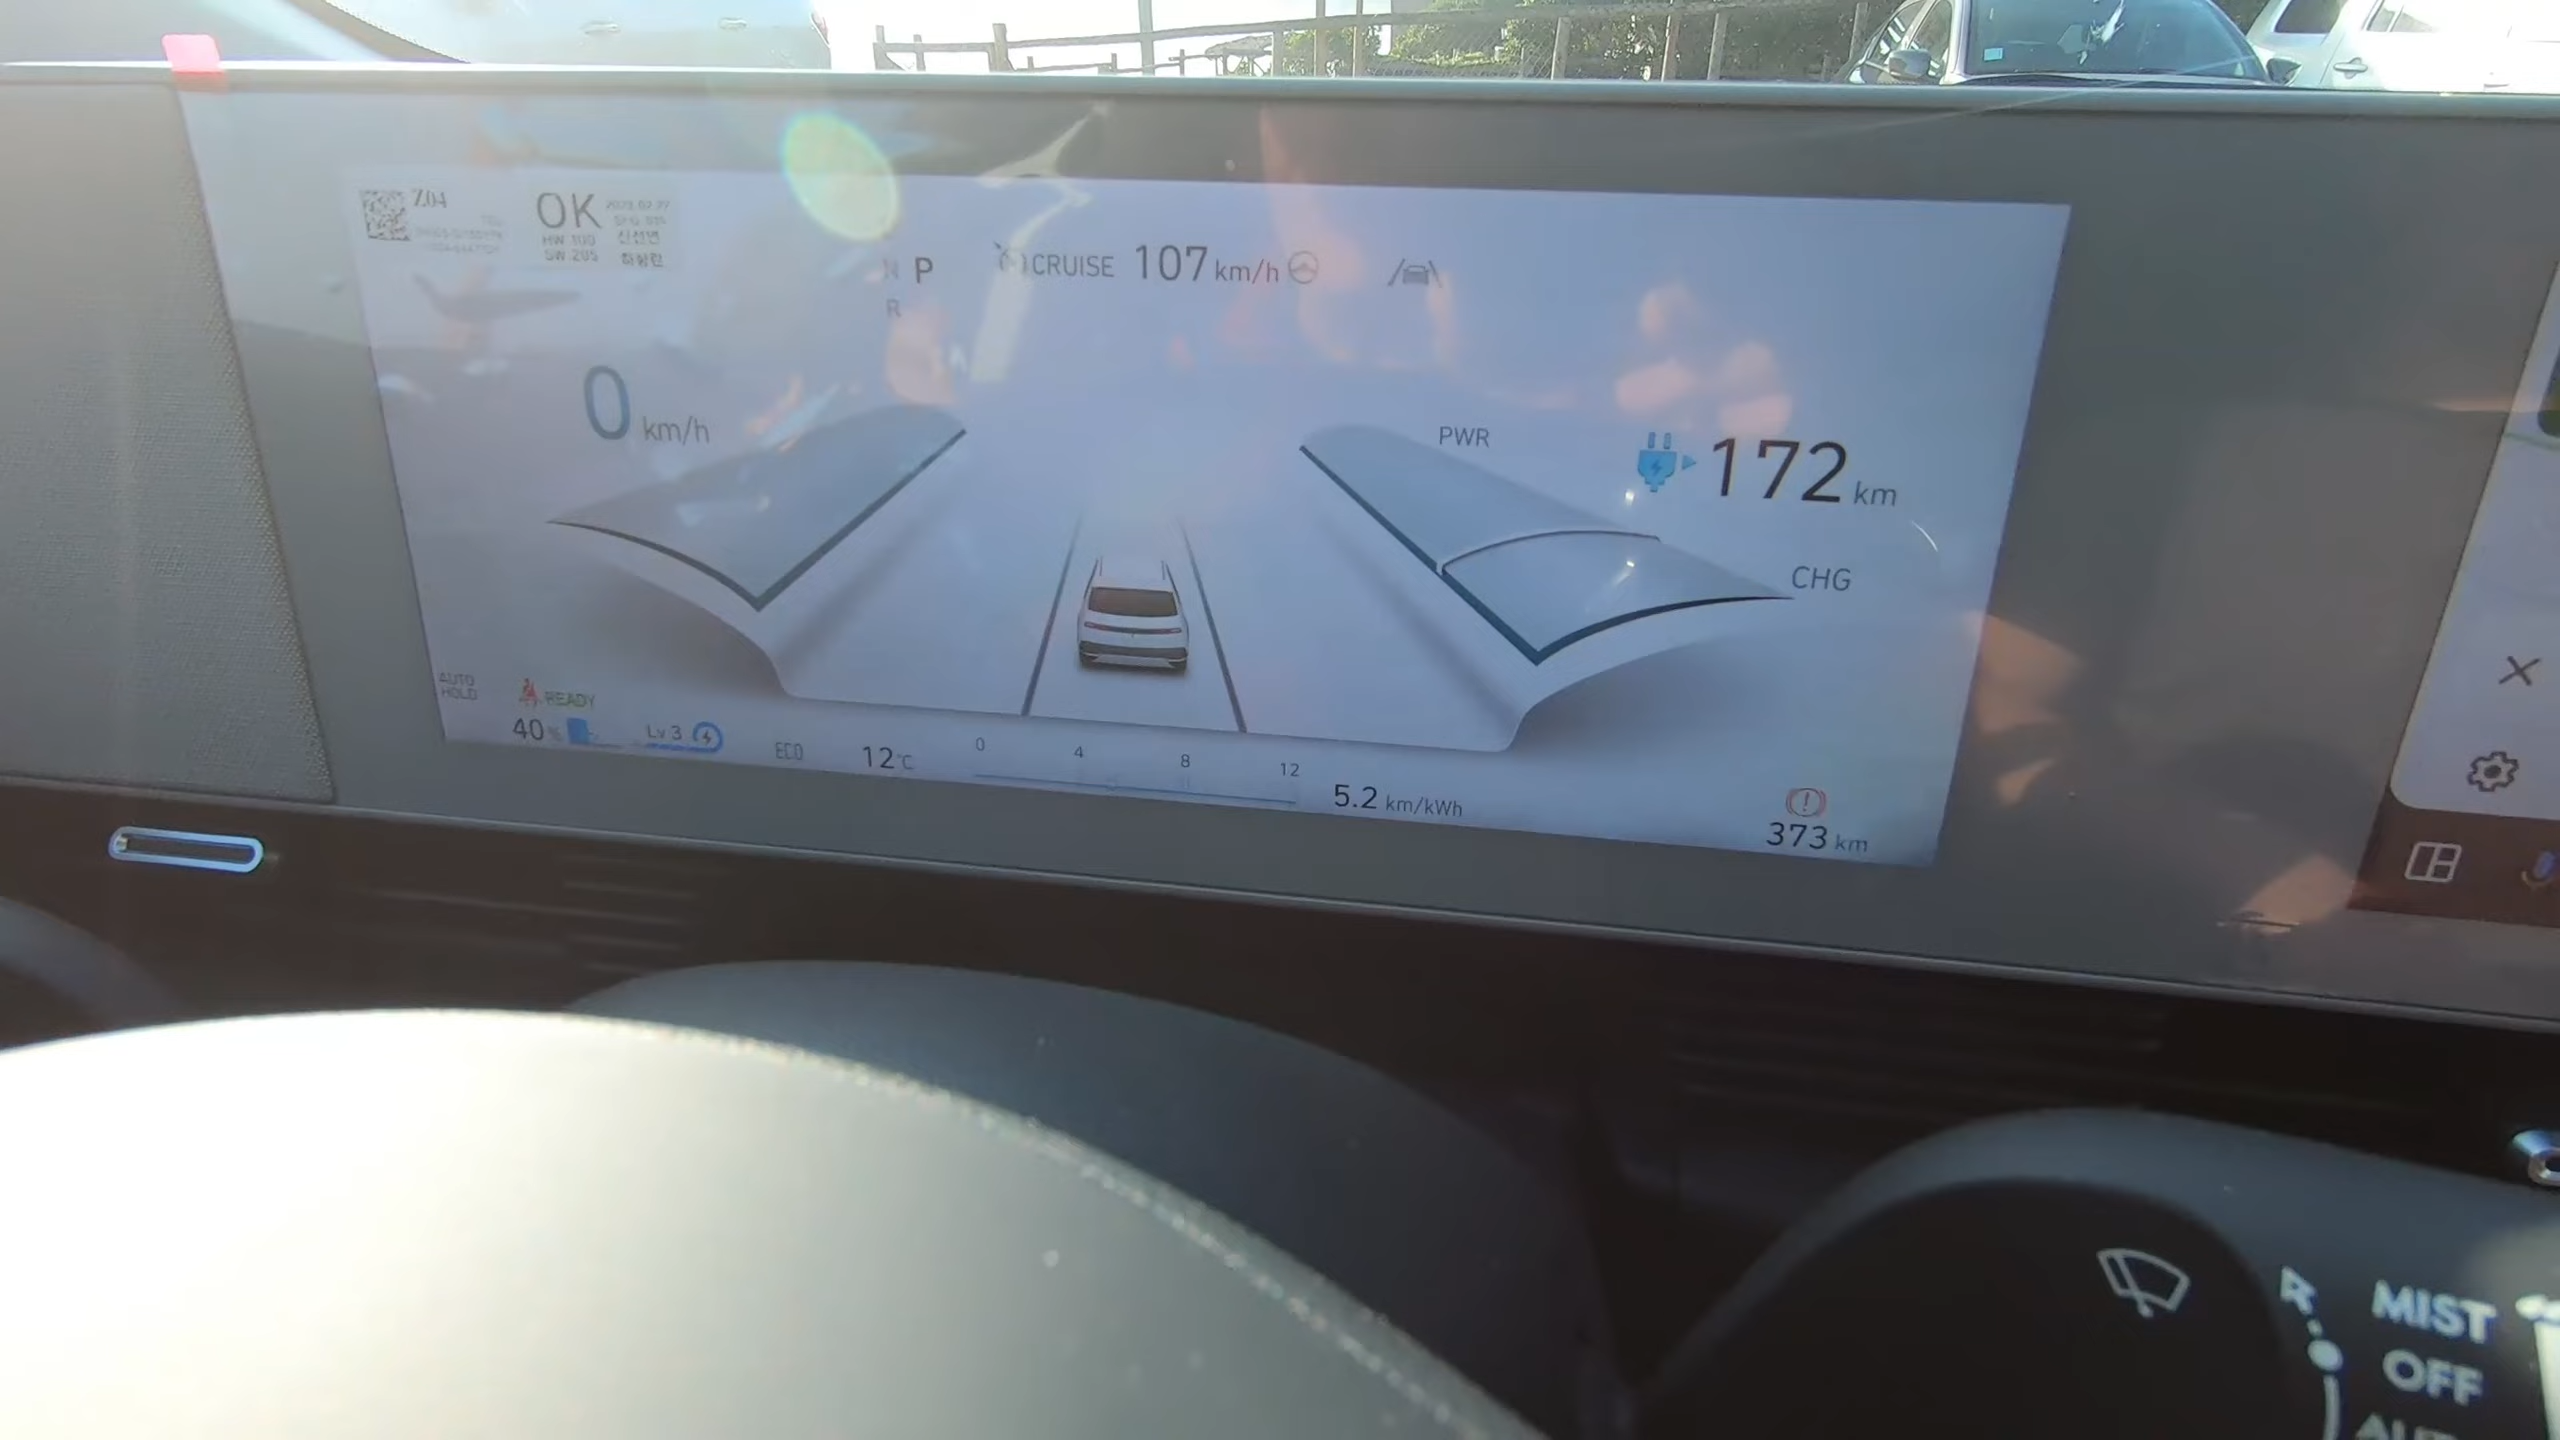 Z04
OK
HW:100
SW:205
N P
R
CRUISE 107 km/h
0 km/h
PWR
172 km
CHG
AUTO
HOLD
READY
40 %
Lv 3
ECO
12°C
0 4 8 12
5.2 km/kWh
373 km
MIST
OFF